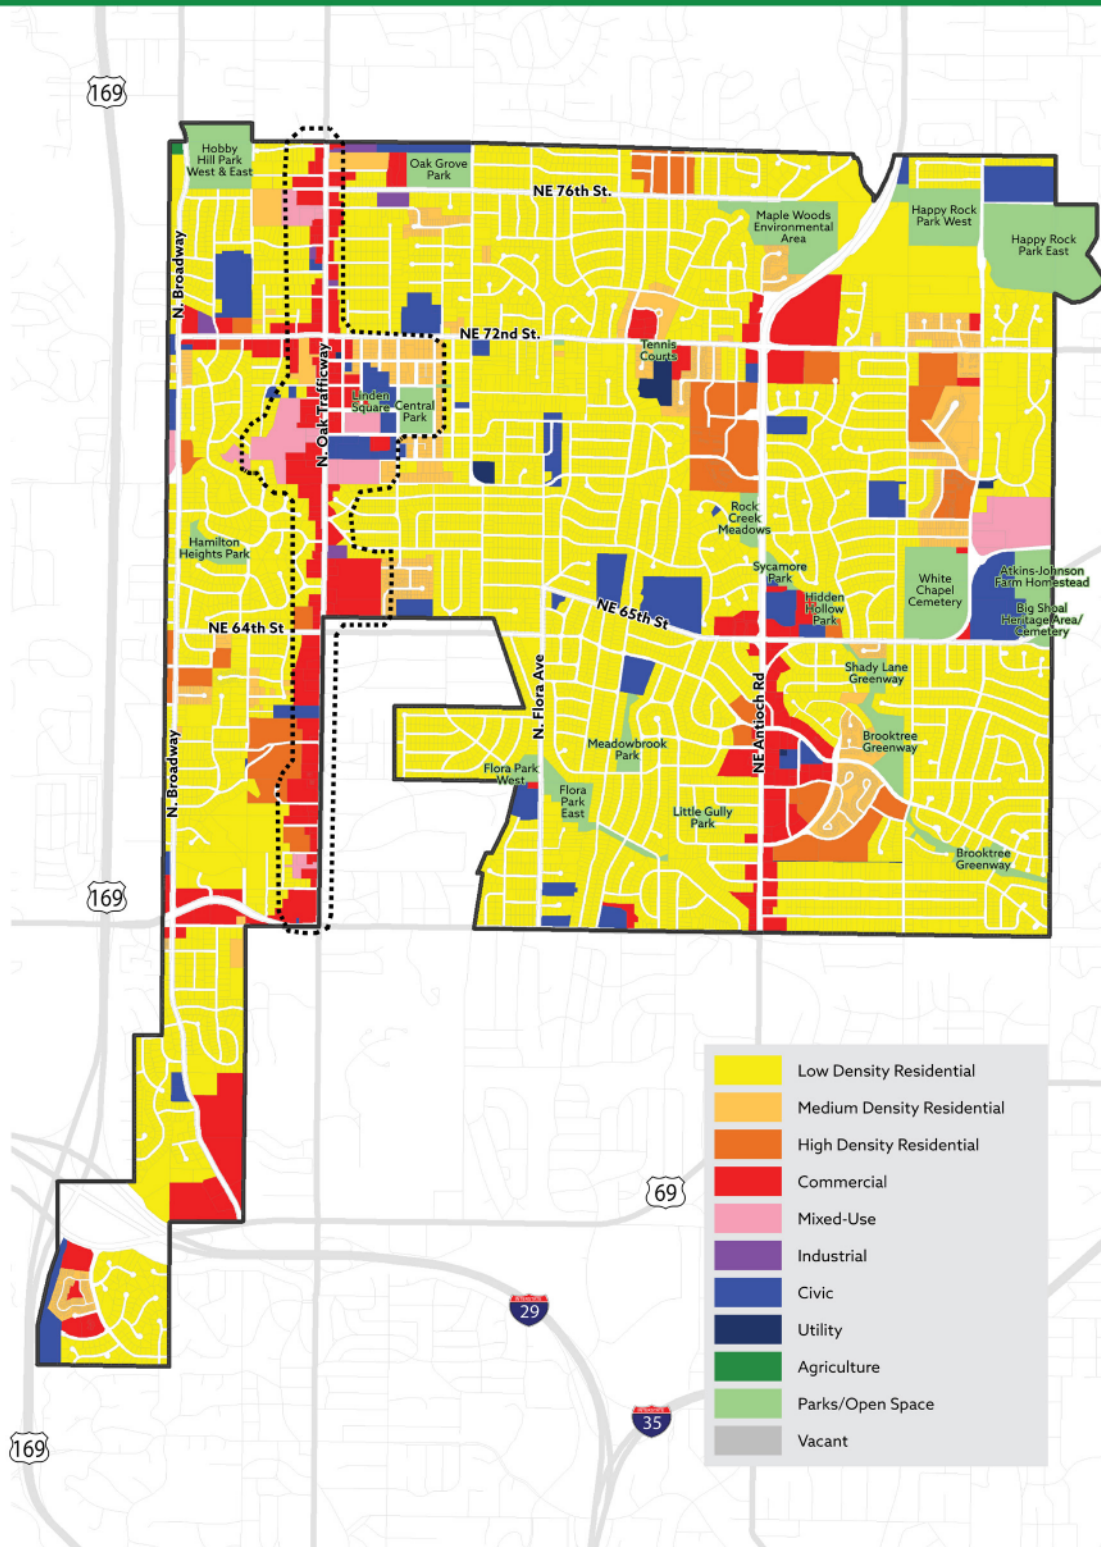 169
Hobby
Hill Park
West & East
Oak Grove
Park
NE 76th St.
Maple Woods
Environmental
Area
Happy Rock
Park West
Happy Rock
Park East
N. Broadway
NE 72nd St.
Tennis
Courts
N. Oak Trafficway
Linden
Square
Central
Park
Rock
Creek
Meadows
Hamilton
Heights Park
Sycamore
Park
Hidden
Hollow
Park
White
Chapel
Cemetery
Atkins-Johnson
Farm Homestead
Big Shoal
Heritage Area/
Cemetery
NE 64th St
NE 65th St
Shady Lane
Greenway
N. Flora Ave
NE Antioch Rd
Brooktree
Greenway
Meadowbrook
Park
N. Broadway
Flora Park
West
Flora
Park
East
Little Gully
Park
Brooktree
Greenway
169
Low Density Residential
Medium Density Residential
High Density Residential
Commercial
Mixed-Use
Industrial
Civic
Utility
Agriculture
Parks/Open Space
Vacant
69
29
35
169